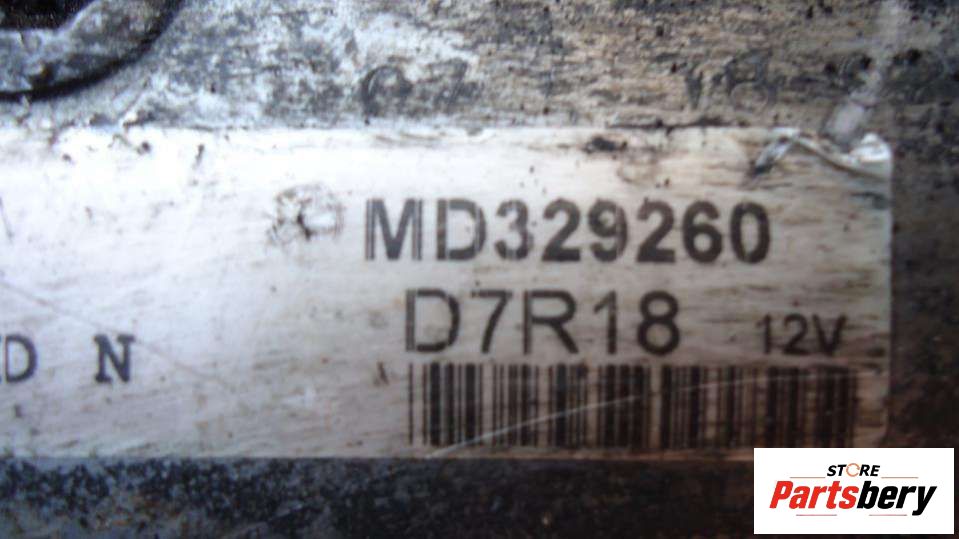 MD329260
D7R18 12V
N
STORE
Partsbery